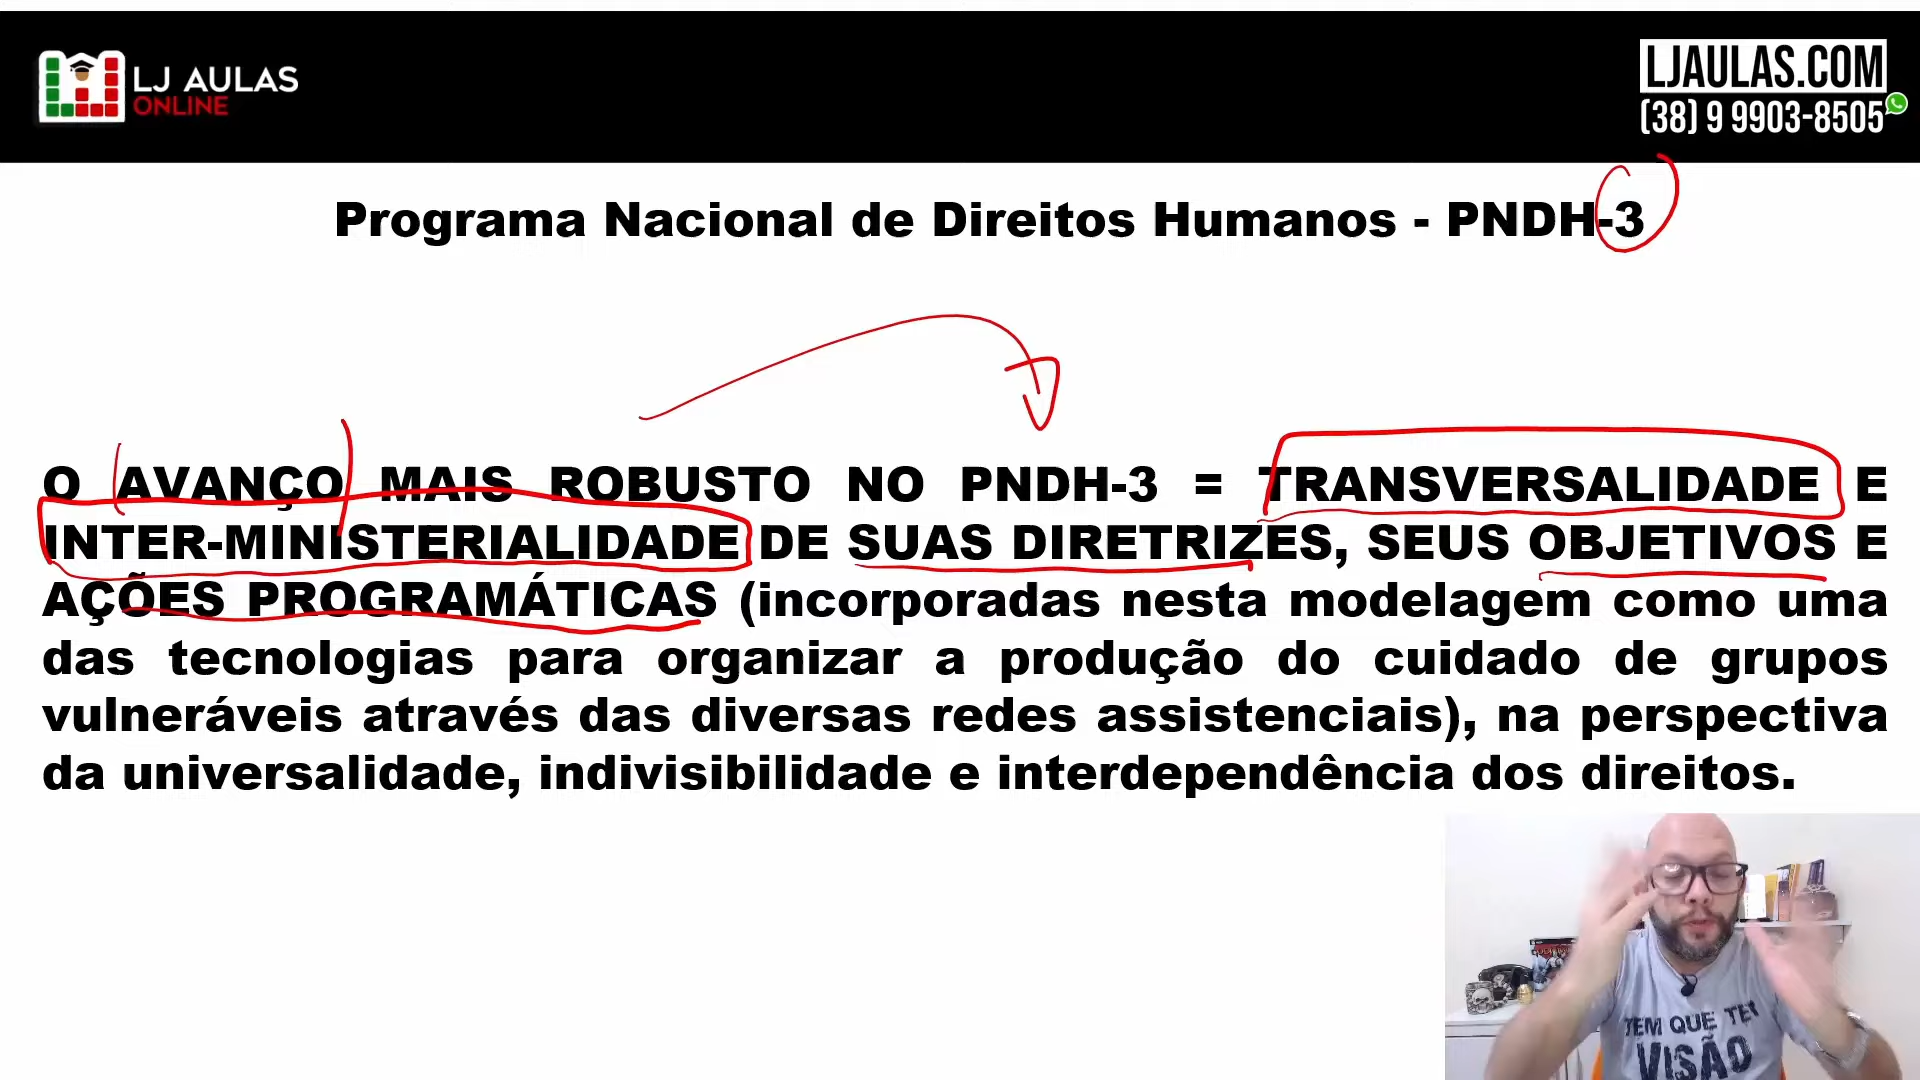 LJ AULAS
ONLINE
LJAULAS.COM
(38) 9 9903-8505
Programa Nacional de Direitos Humanos - PNDH-3
O AVANÇO MAIS ROBUSTO NO PNDH-3 = TRANSVERSALIDADE E
INTER-MINISTERIALIDADE DE SUAS DIRETRIZES, SEUS OBJETIVOS E
AÇÕES PROGRAMÁTICAS (incorporadas nesta modelagem como uma
das tecnologias para organizar a produção do cuidado de grupos
vulneráveis através das diversas redes assistenciais), na perspectiva
da universalidade, indivisibilidade e interdependência dos direitos.
TEM QUE TER
VISÃO